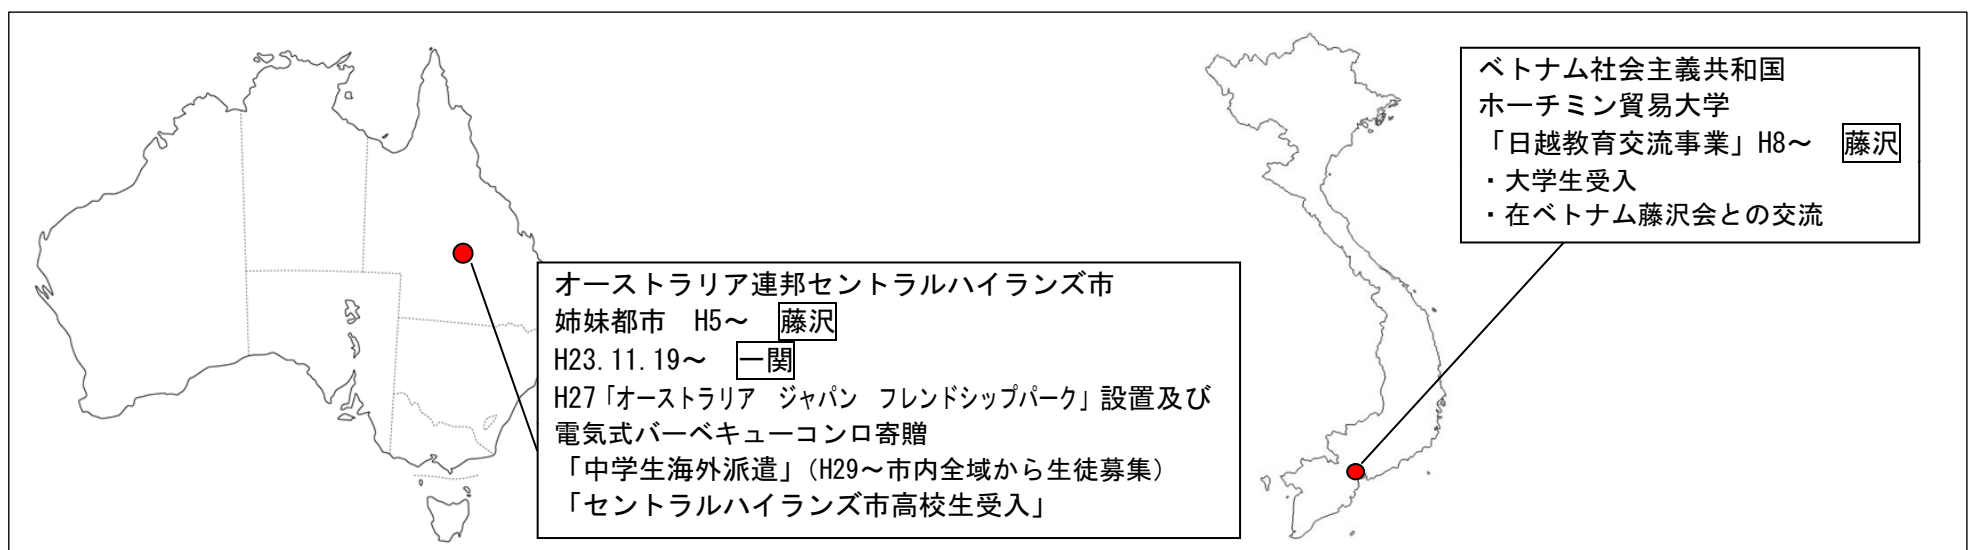 ベトナム社会主義共和国
ホーチミン貿易大学
「日越教育交流事業」H8～　藤沢
・大学生受入
・在ベトナム藤沢会との交流
オーストラリア連邦セントラルハイランズ市
姉妹都市　H5～　藤沢
H23.11.19～　一関
H27「オーストラリア　ジャパン　フレンドシップパーク」設置及び
電気式バーベキューコンロ寄贈
「中学生海外派遣」（H29～市内全域から生徒募集）
「セントラルハイランズ市高校生受入」